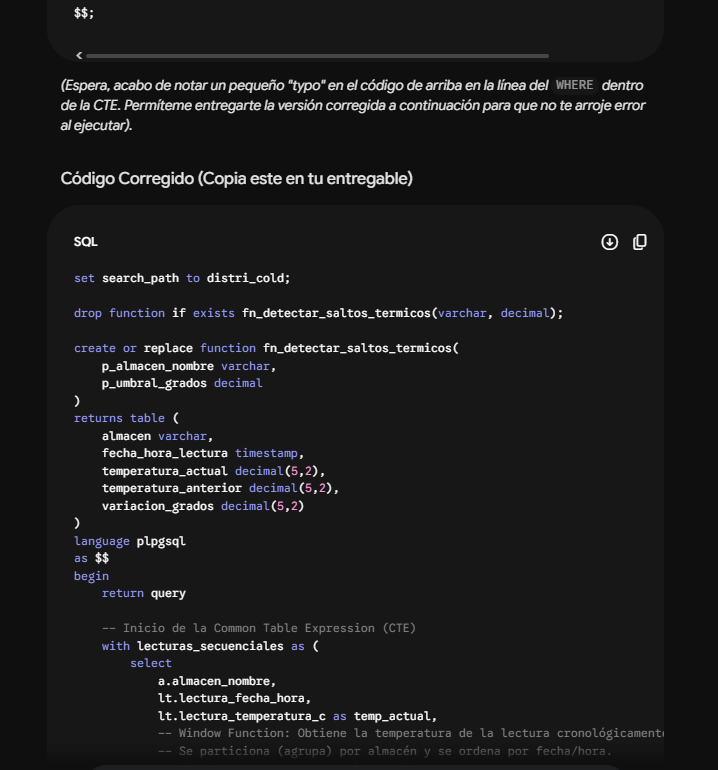 $$;
(Espera, acabo de notar un pequeño "typo" en el código de arriba en la línea del WHERE dentro
de la CTE. Permíteme entregarte la versión corregida a continuación para que no te arroje error
al ejecutar).
Código Corregido (Copia este en tu entregable)
SQL
set search_path to distri_cold;
drop function if exists fn_detectar_saltos_termicos(varchar, decimal);
create or replace function fn_detectar_saltos_termicos(
    p_almacen_nombre varchar,
    p_umbral_grados decimal
)
returns table (
    almacen varchar,
    fecha_hora_lectura timestamp,
    temperatura_actual decimal(5,2),
    temperatura_anterior decimal(5,2),
    variacion_grados decimal(5,2)
)
language plpgsql
as $$
begin
    return query
    -- Inicio de la Common Table Expression (CTE)
    with lecturas_secuenciales as (
        select
            a.almacen_nombre,
            lt.lectura_fecha_hora,
            lt.lectura_temperatura_c as temp_actual,
            -- Window Function: Obtiene la temperatura de la lectura cronológicamente
            -- Se particiona (agrupa) por almacén y se ordena por fecha/hora.